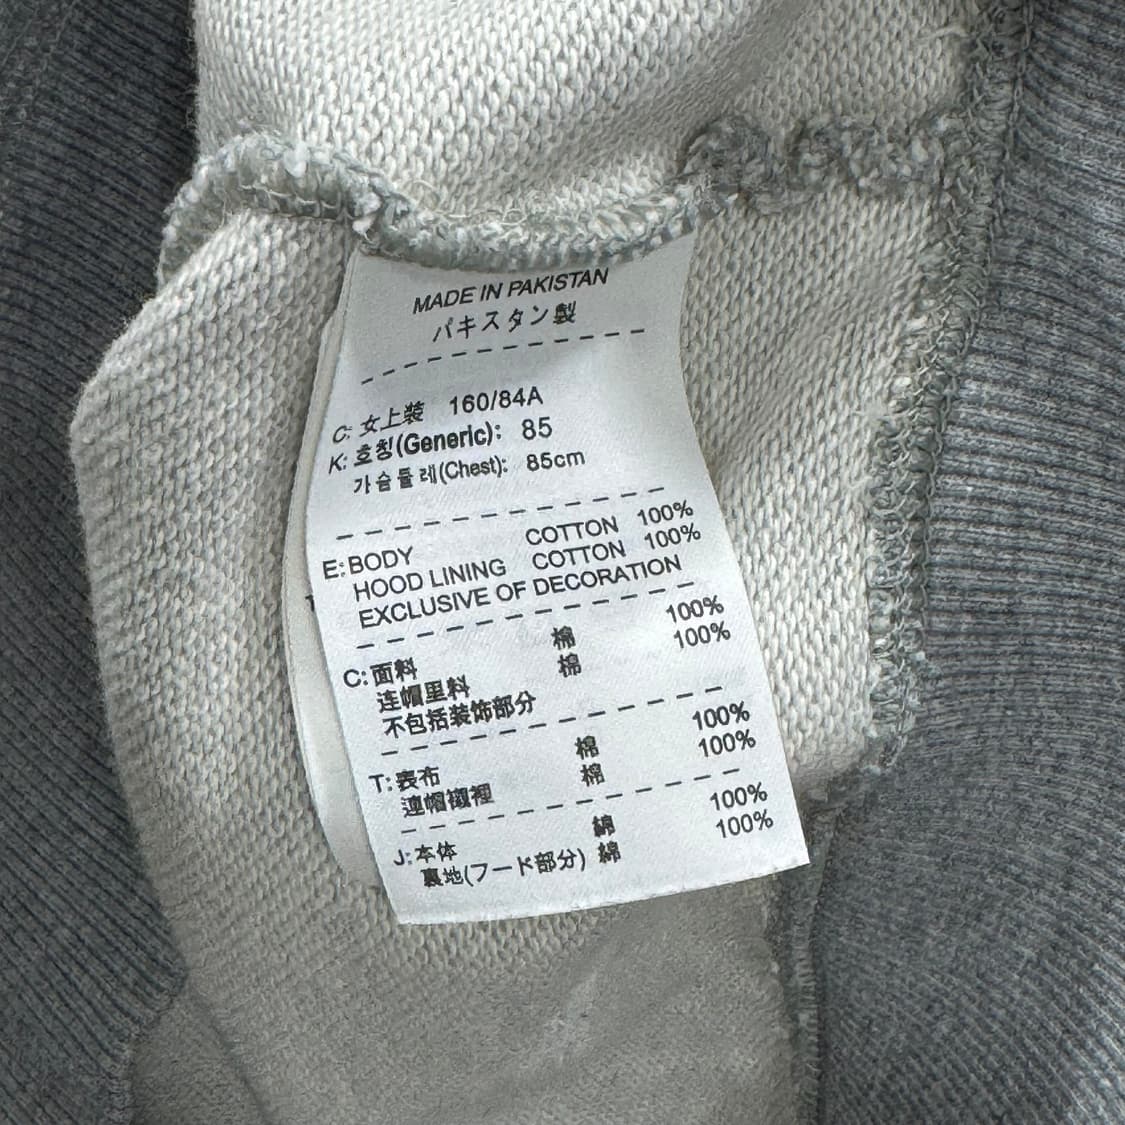 MADE IN PAKISTAN
パキスタン製
C: 女上装 160/84A
K: 호칭(Generic): 85
가슴둘레(Chest): 85cm
E: BODY COTTON 100%
HOOD LINING COTTON 100%
EXCLUSIVE OF DECORATION
C: 面料 棉 100%
连帽里料 棉 100%
不包括装饰部分
T: 表布 棉 100%
連帽襯裡 棉 100%
J: 本体 綿 100%
裏地(フード部分) 綿 100%